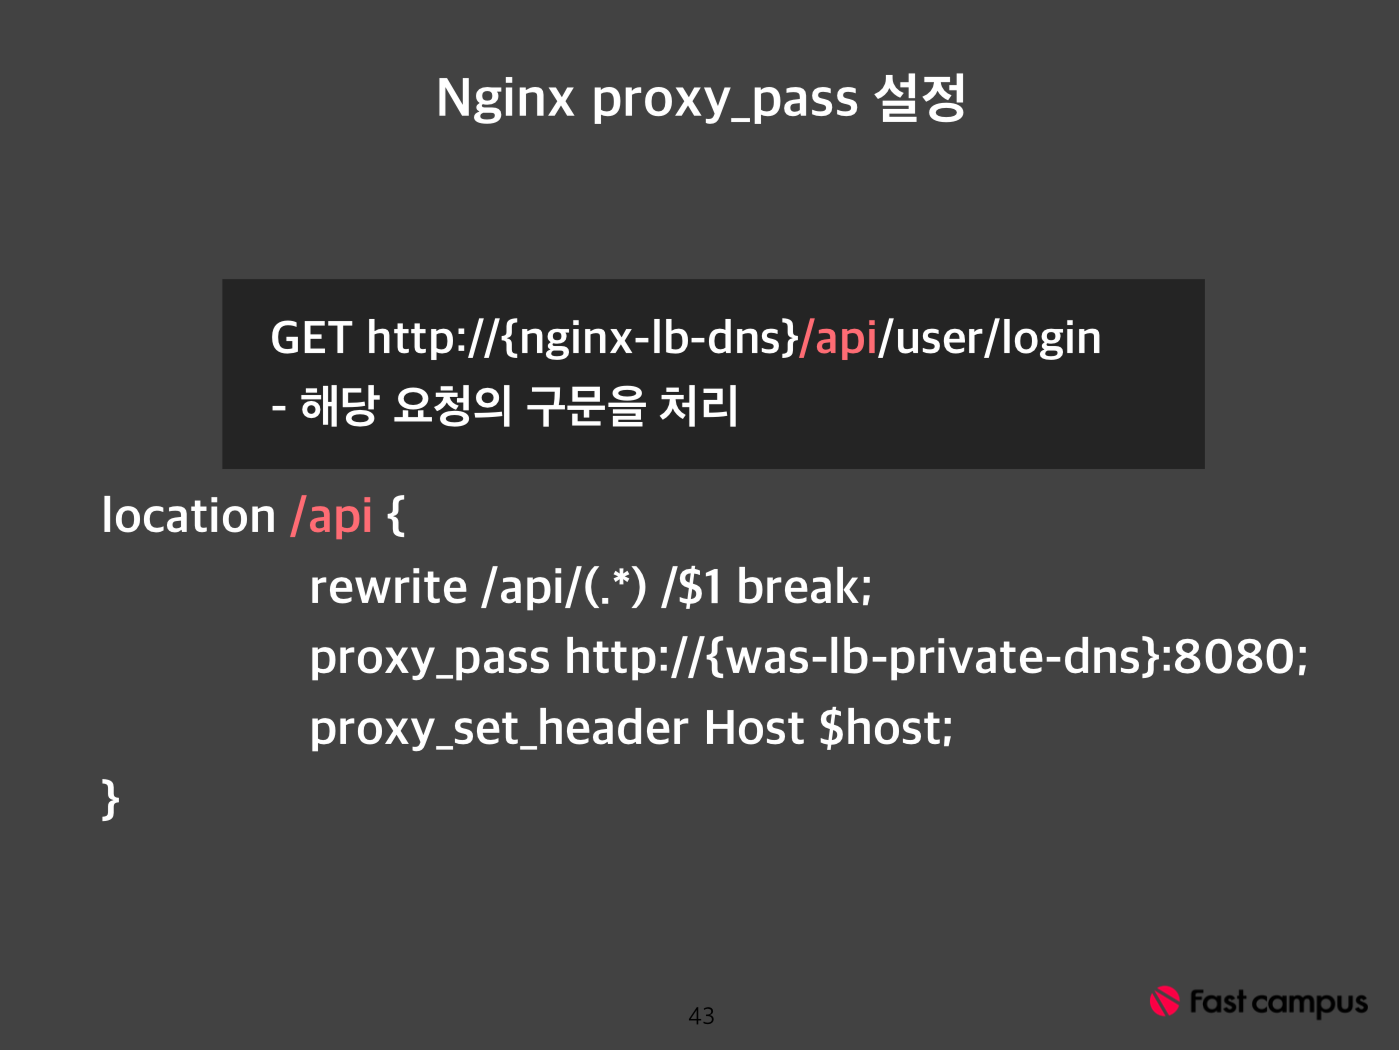 Nginx proxy_pass 설정
GET http://{nginx-lb-dns}/api/user/login
- 해당 요청의 구문을 처리
location /api {
rewrite /api/(.*) /$1 break;
proxy_pass http://{was-lb-private-dns}:8080;
proxy_set_header Host $host;
}
43
Fast campus